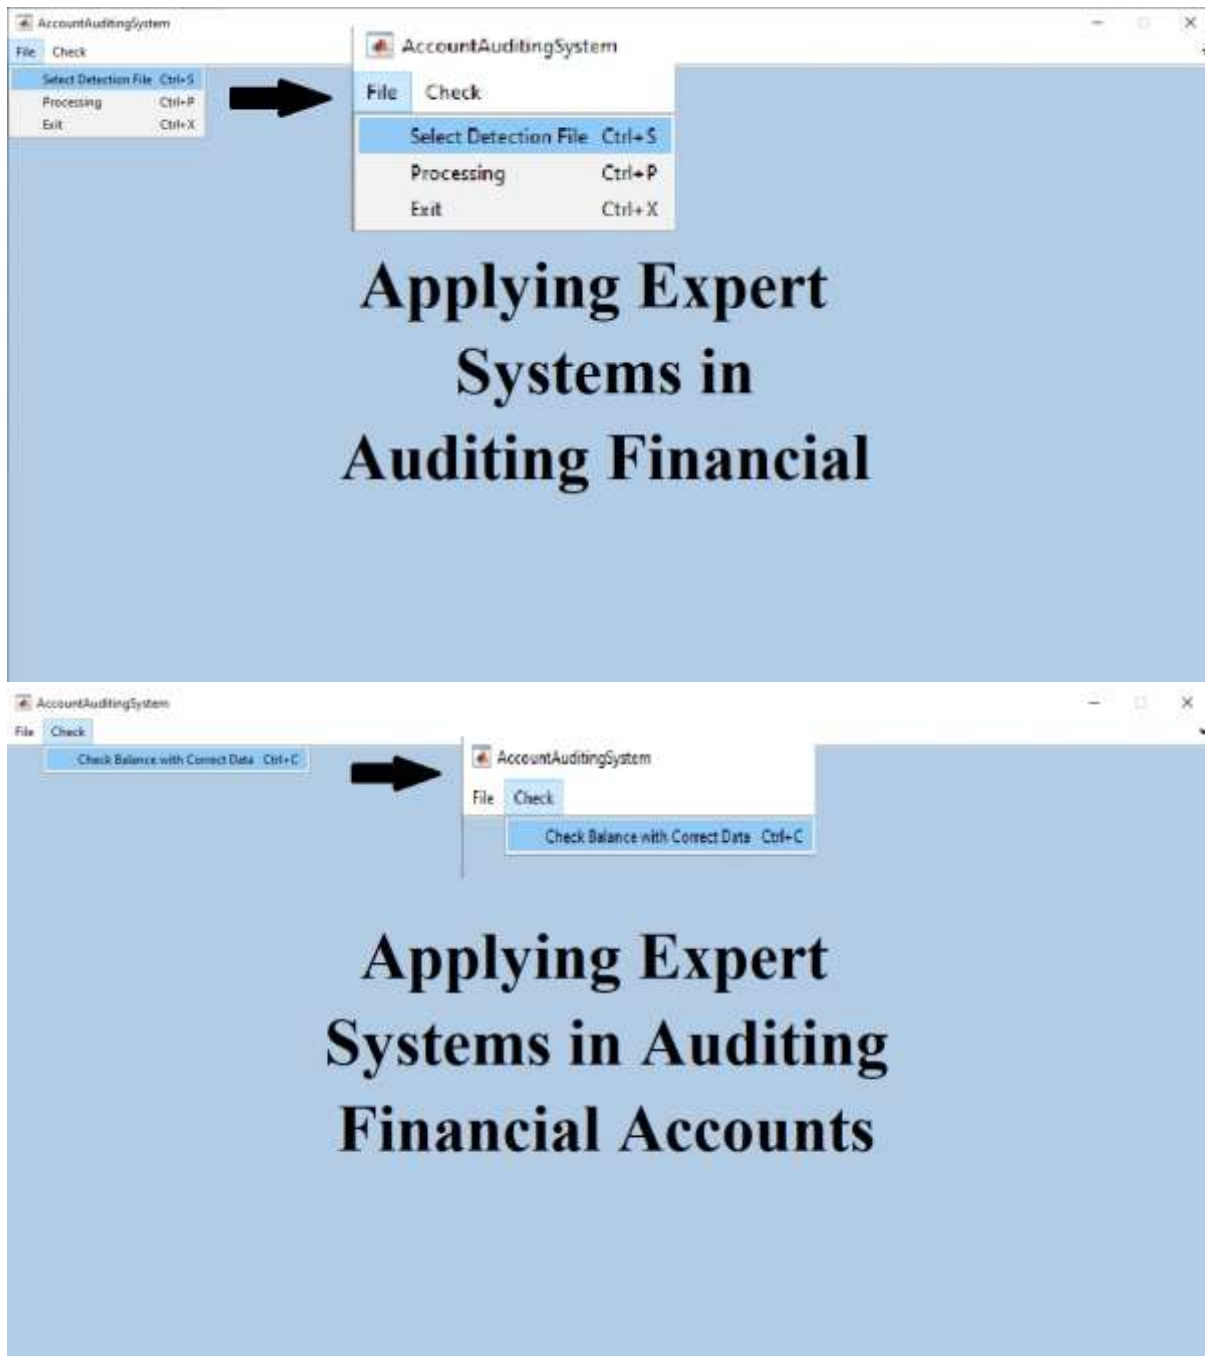 AccountAuditingSystem
File Check
Select Detection File Ctrl+S
Processing Ctrl+P
Exit Ctrl+X
AccountAuditingSystem
File Check
Select Detection File Ctrl+S
Processing Ctrl+P
Exit Ctrl+X
Applying Expert
Systems in
Auditing Financial
AccountAuditingSystem
File Check
Check Balance with Correct Data Ctrl+C
AccountAuditingSystem
File Check
Check Balance with Correct Data Ctrl+C
Applying Expert
Systems in Auditing
Financial Accounts